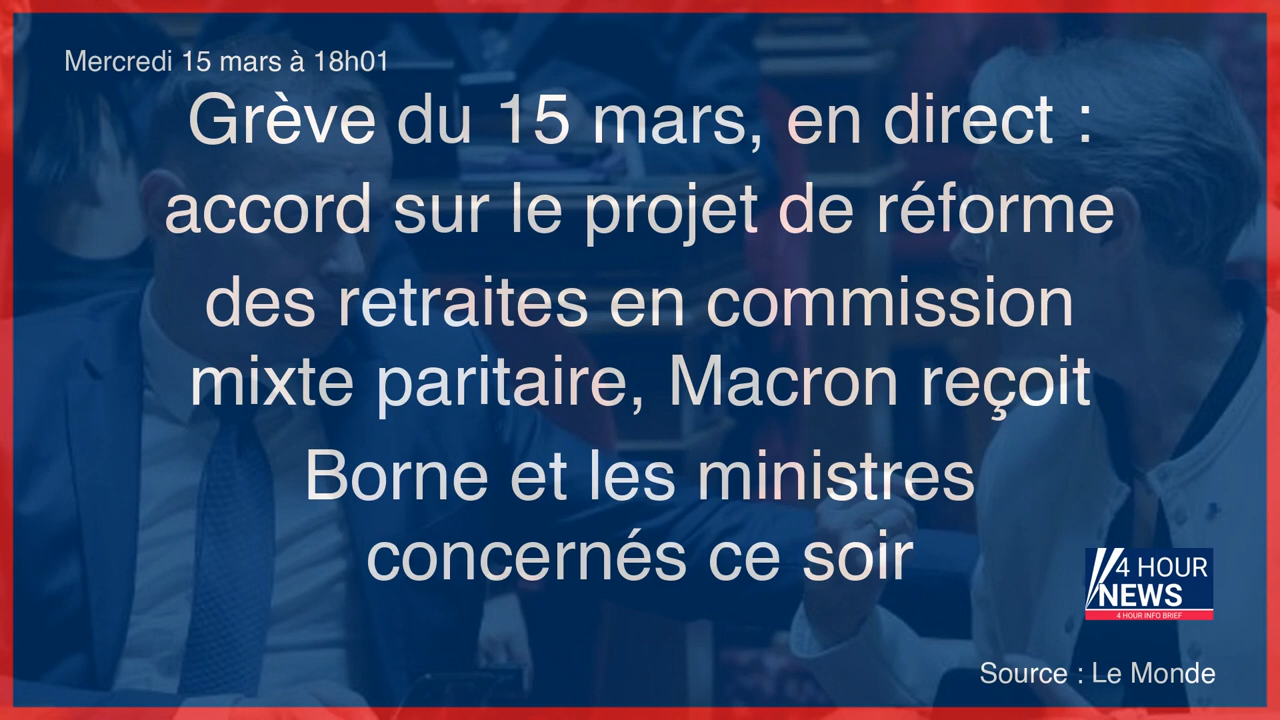 Mercredi 15 mars à 18h01
Grève du 15 mars, en direct :
accord sur le projet de réforme
des retraites en commission
mixte paritaire, Macron reçoit
Borne et les ministres
concernés ce soir
4 HOUR
NEWS
4 HOUR INFO BRIEF
Source : Le Monde